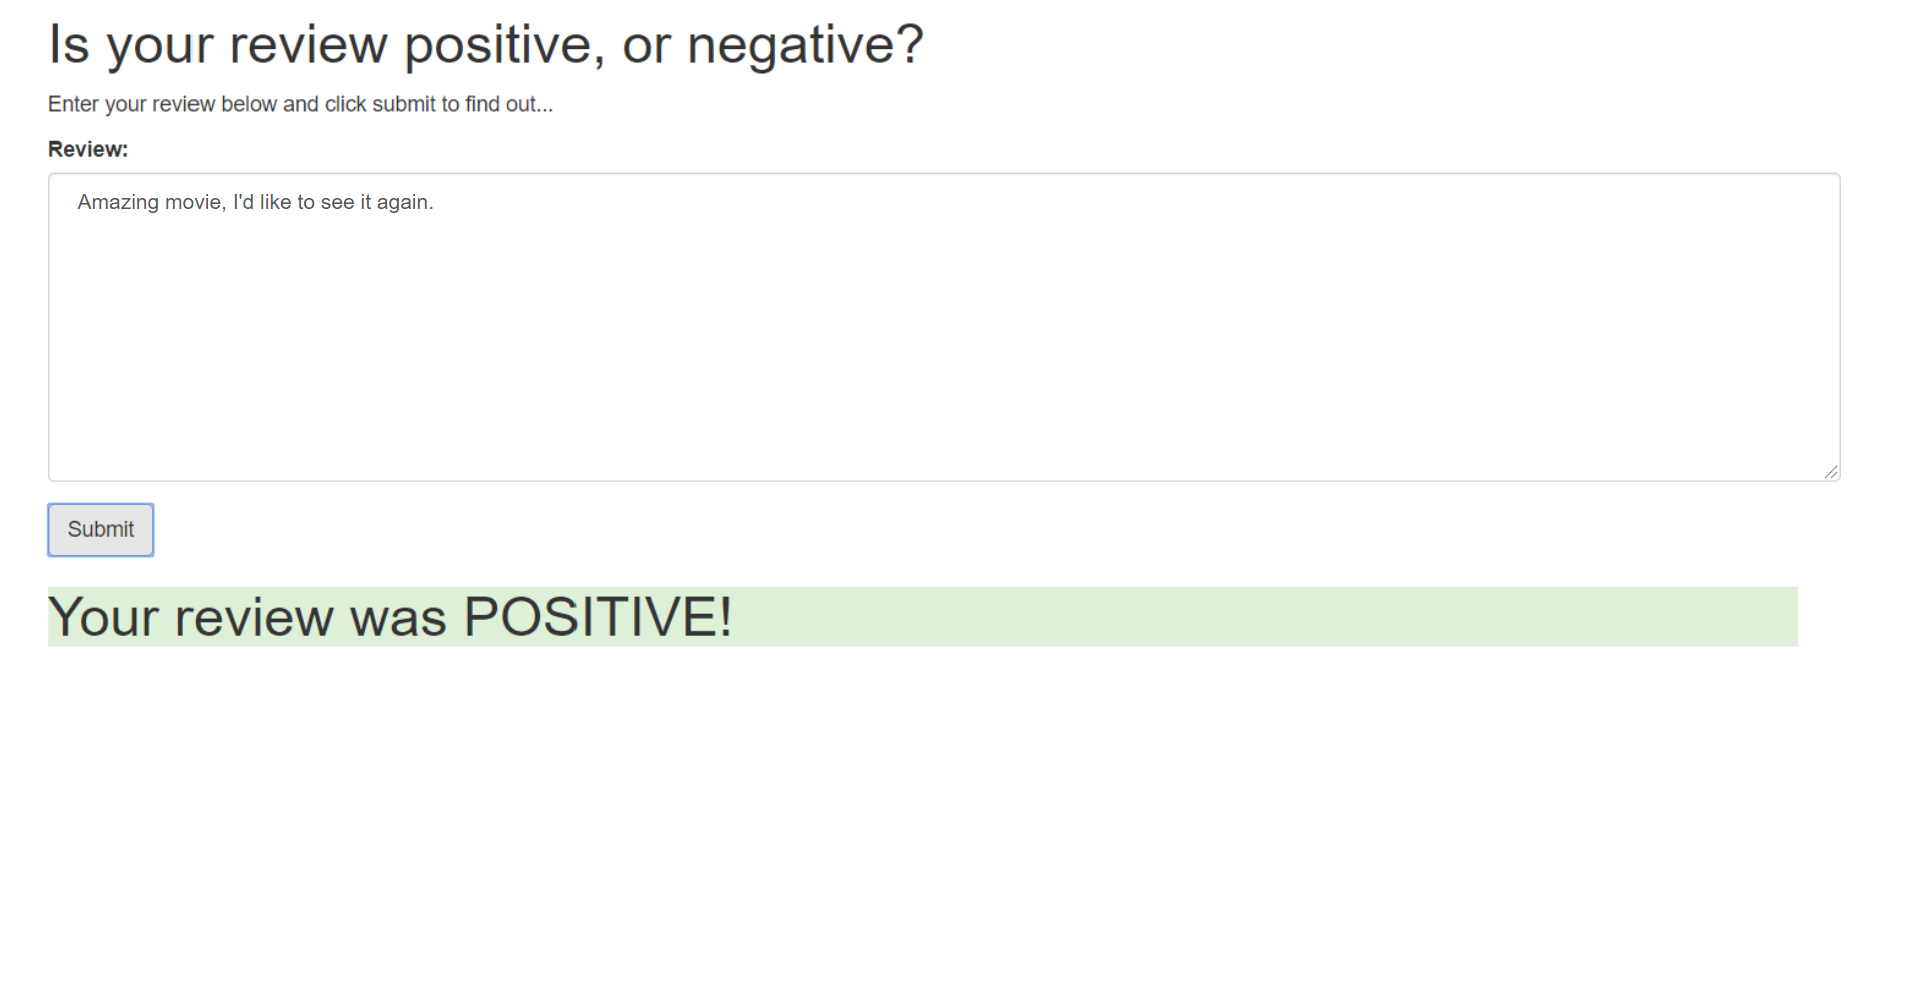 Is your review positive, or negative?
Enter your review below and click submit to find out...
Review:
Amazing movie, I'd like to see it again.
Submit
Your review was POSITIVE!